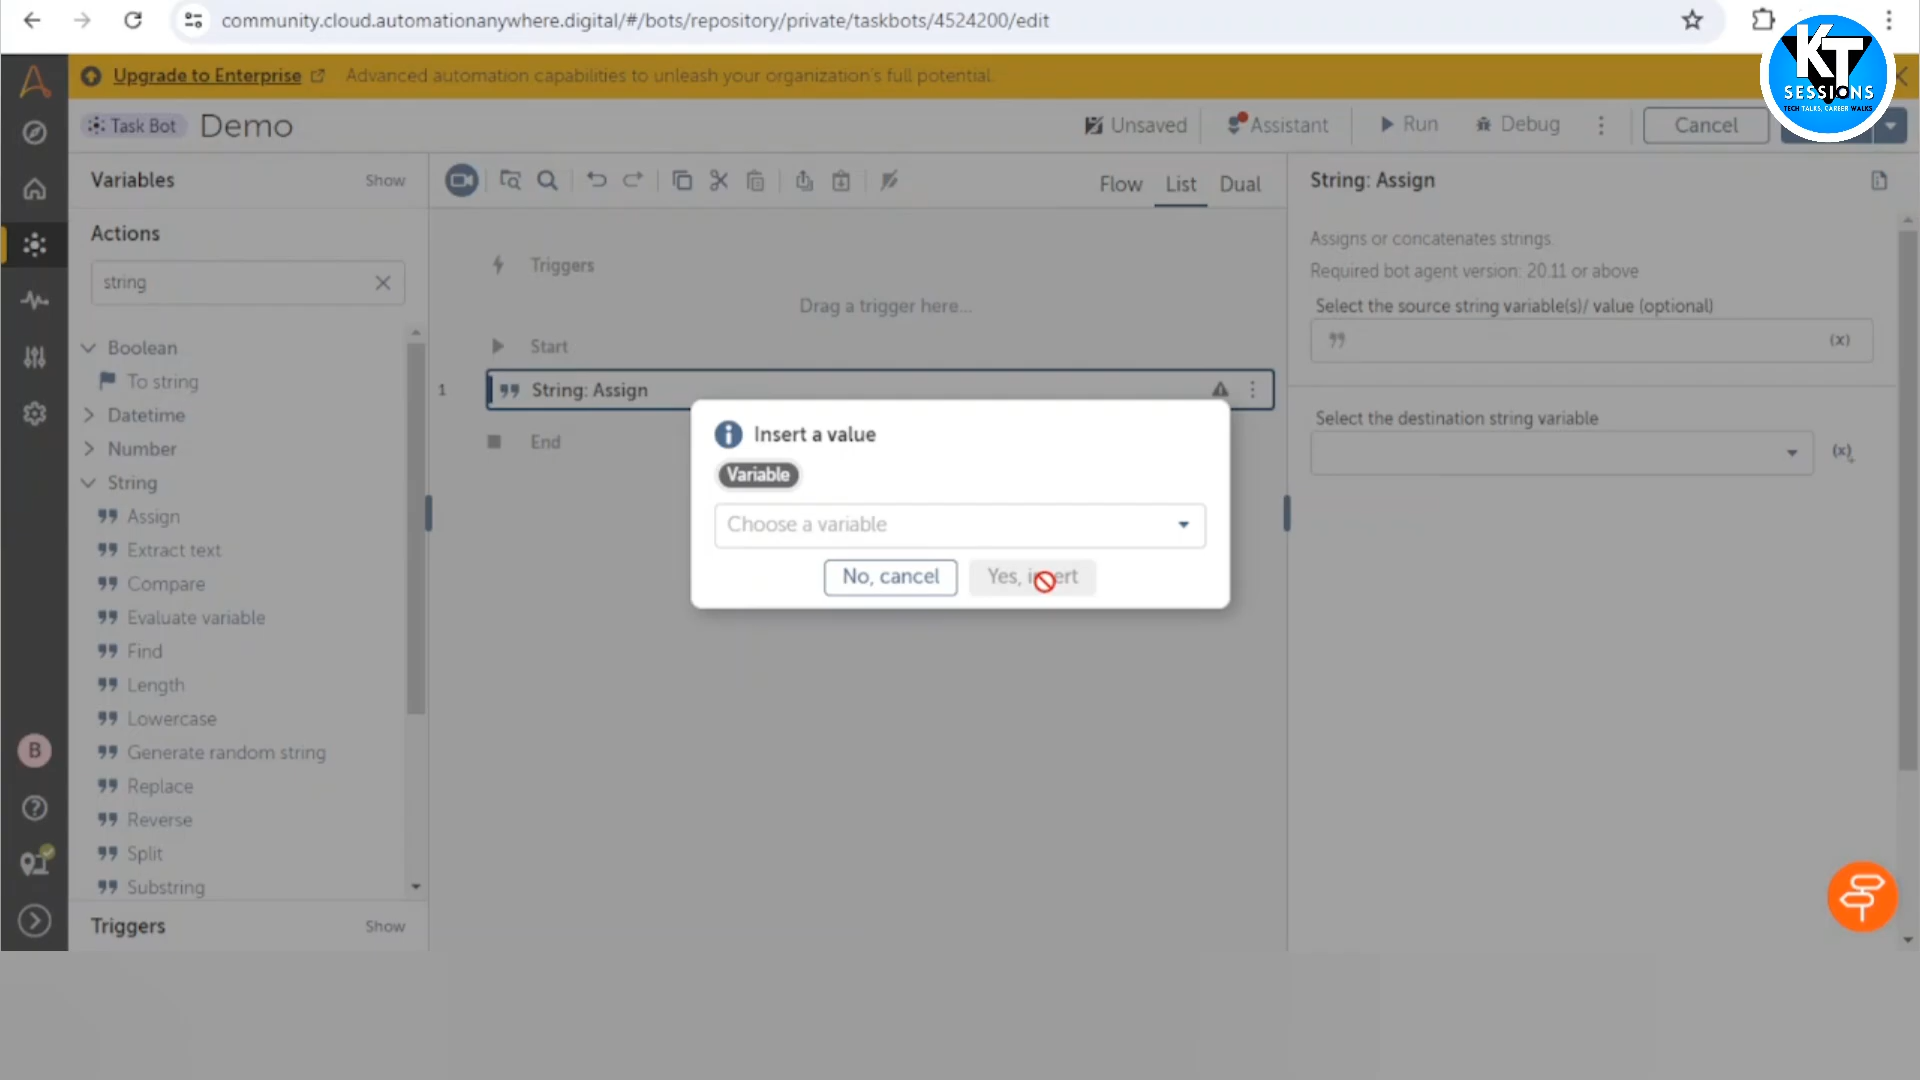 community.cloud.automationanywhere.digital/#/bots/repository/private/taskbots/4524200/edit
KT
SESSIONS
TECH TALKS, CAREER WALKS
Upgrade to Enterprise
Advanced automation capabilities to unleash your organization's full potential.
Task Bot
Demo
Unsaved
Assistant
Run
Debug
Cancel
Variables
Show
Flow
List
Dual
String: Assign
Actions
string
Assigns or concatenates strings.
Required bot agent version: 20.11 or above
Triggers
Drag a trigger here...
Select the source string variable(s)/ value (optional)
(x)
Boolean
To string
Start
Datetime
1
String: Assign
Number
End
Select the destination string variable
(x)
String
Assign
Extract text
Compare
Evaluate variable
Find
Length
Lowercase
Generate random string
Replace
Reverse
Split
Substring
Insert a value
Variable
Choose a variable
No, cancel
Yes, insert
B
Triggers
Show